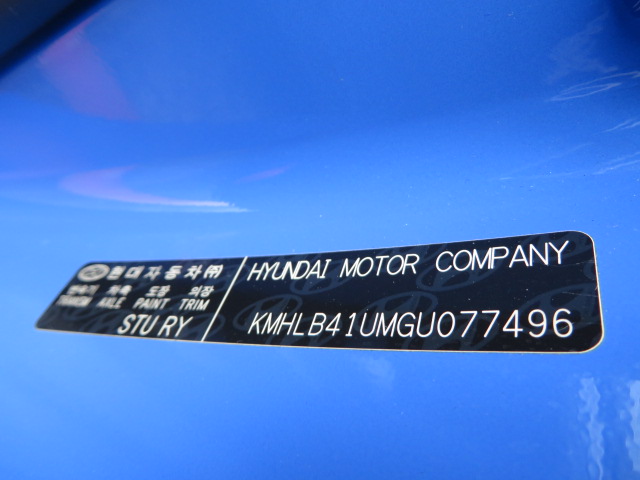 현대자동차㈜
변속기 차축 도장 의장
TRANSM AXLE PAINT TRIM
STU RY
HYUNDAI MOTOR COMPANY
KMHLB41UMGU077496